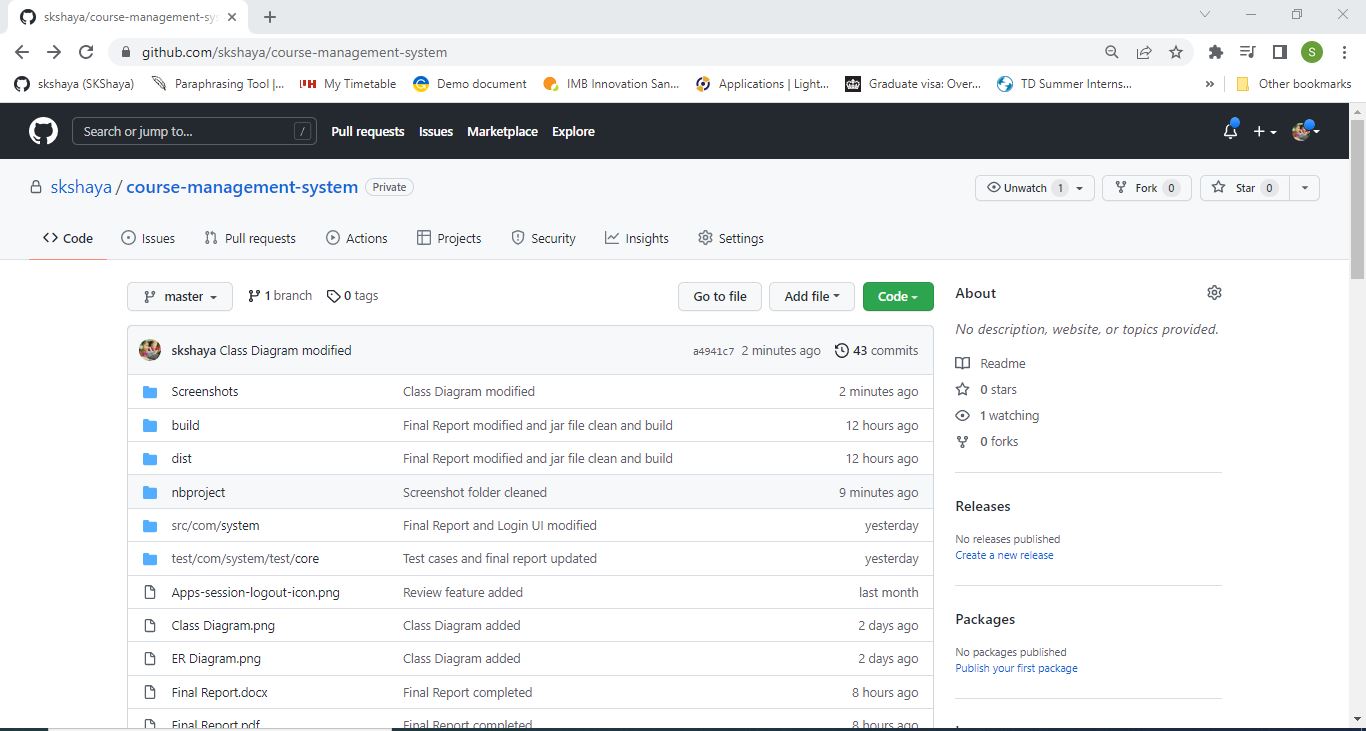 skshaya/course-management-sy
github.com/skshaya/course-management-system
S
skshaya (SKShaya) Paraphrasing Tool |... My Timetable Demo document IMB Innovation San... Applications | Light... Graduate visa: Over... TD Summer Interns... » Other bookmarks
Search or jump to... / Pull requests Issues Marketplace Explore
skshaya / course-management-system Private Unwatch 1 Fork 0 Star 0
Code Issues Pull requests Actions Projects Security Insights Settings
master 1 branch 0 tags Go to file Add file Code
skshaya Class Diagram modified a4941c7 2 minutes ago 43 commits
Screenshots Class Diagram modified 2 minutes ago
build Final Report modified and jar file clean and build 12 hours ago
dist Final Report modified and jar file clean and build 12 hours ago
nbproject Screenshot folder cleaned 9 minutes ago
src/com/system Final Report and Login UI modified yesterday
test/com/system/test/core Test cases and final report updated yesterday
Apps-session-logout-icon.png Review feature added last month
Class Diagram.png Class Diagram added 2 days ago
ER Diagram.png Class Diagram added 2 days ago
Final Report.docx Final Report completed 8 hours ago
Final Report.pdf Final Report completed 8 hours ago
About
No description, website, or topics provided.
Readme
0 stars
1 watching
0 forks
Releases
No releases published
Create a new release
Packages
No packages published
Publish your first package